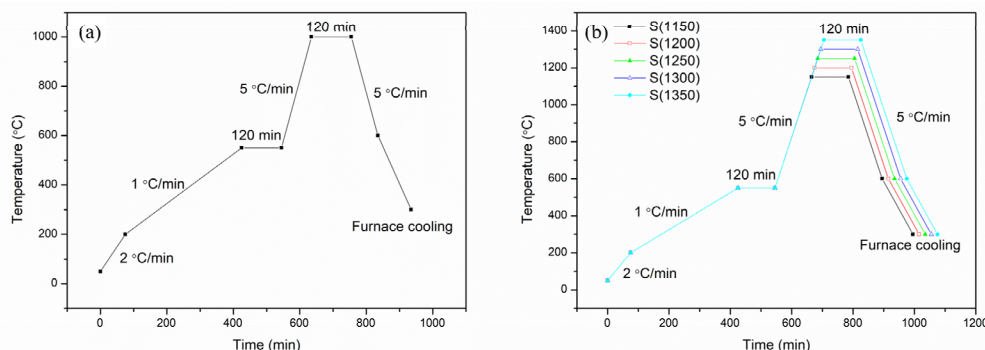 (a)
120 min
1000
800
600
400
200
0
5 °C/min
5 °C/min
120 min
1 °C/min
2 °C/min
Furnace cooling
Temperature (°C)
0
200
400
600
800
1000
Time (min)
(b)
S(1150)
S(1200)
S(1250)
S(1300)
S(1350)
120 min
1400
1200
1000
800
600
400
200
0
5 °C/min
5 °C/min
120 min
1 °C/min
2 °C/min
Furnace cooling
Temperature (°C)
0
200
400
600
800
1000
1200
Time (min)